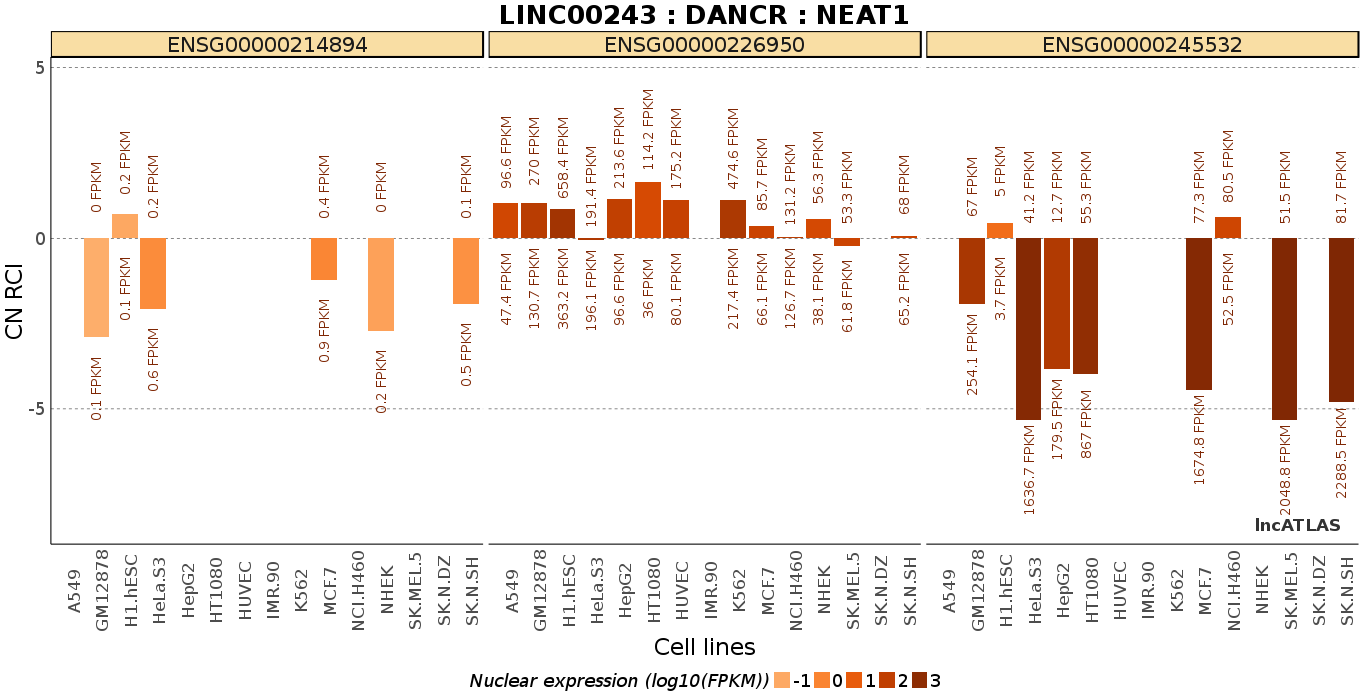 LINC00243 : DANCR : NEAT1
ENSG00000214894
ENSG00000226950
ENSG00000245532
5
0
-5
CN RCI
0 FPKM
0.2 FPKM
0.2 FPKM
0.4 FPKM
0 FPKM
0.1 FPKM
0.1 FPKM
0.1 FPKM
0.6 FPKM
0.9 FPKM
0.2 FPKM
0.5 FPKM
96.6 FPKM
270 FPKM
658.4 FPKM
191.4 FPKM
213.6 FPKM
114.2 FPKM
175.2 FPKM
474.6 FPKM
85.7 FPKM
131.2 FPKM
56.3 FPKM
53.3 FPKM
68 FPKM
47.4 FPKM
130.7 FPKM
363.2 FPKM
196.1 FPKM
96.6 FPKM
36 FPKM
80.1 FPKM
217.4 FPKM
66.1 FPKM
126.7 FPKM
38.1 FPKM
61.8 FPKM
65.2 FPKM
67 FPKM
5 FPKM
41.2 FPKM
12.7 FPKM
55.3 FPKM
77.3 FPKM
80.5 FPKM
51.5 FPKM
81.7 FPKM
254.1 FPKM
3.7 FPKM
1636.7 FPKM
179.5 FPKM
867 FPKM
1674.8 FPKM
52.5 FPKM
2048.8 FPKM
2288.5 FPKM
lncATLAS
A549
GM12878
H1.hESC
HeLa.S3
HepG2
HT1080
HUVEC
IMR.90
K562
MCF.7
NCI.H460
NHEK
SK.MEL.5
SK.N.DZ
SK.N.SH
A549
GM12878
H1.hESC
HeLa.S3
HepG2
HT1080
HUVEC
IMR.90
K562
MCF.7
NCI.H460
NHEK
SK.MEL.5
SK.N.DZ
SK.N.SH
A549
GM12878
H1.hESC
HeLa.S3
HepG2
HT1080
HUVEC
IMR.90
K562
MCF.7
NCI.H460
NHEK
SK.MEL.5
SK.N.DZ
SK.N.SH
Cell lines
Nuclear expression (log10(FPKM)) -1 0 1 2 3